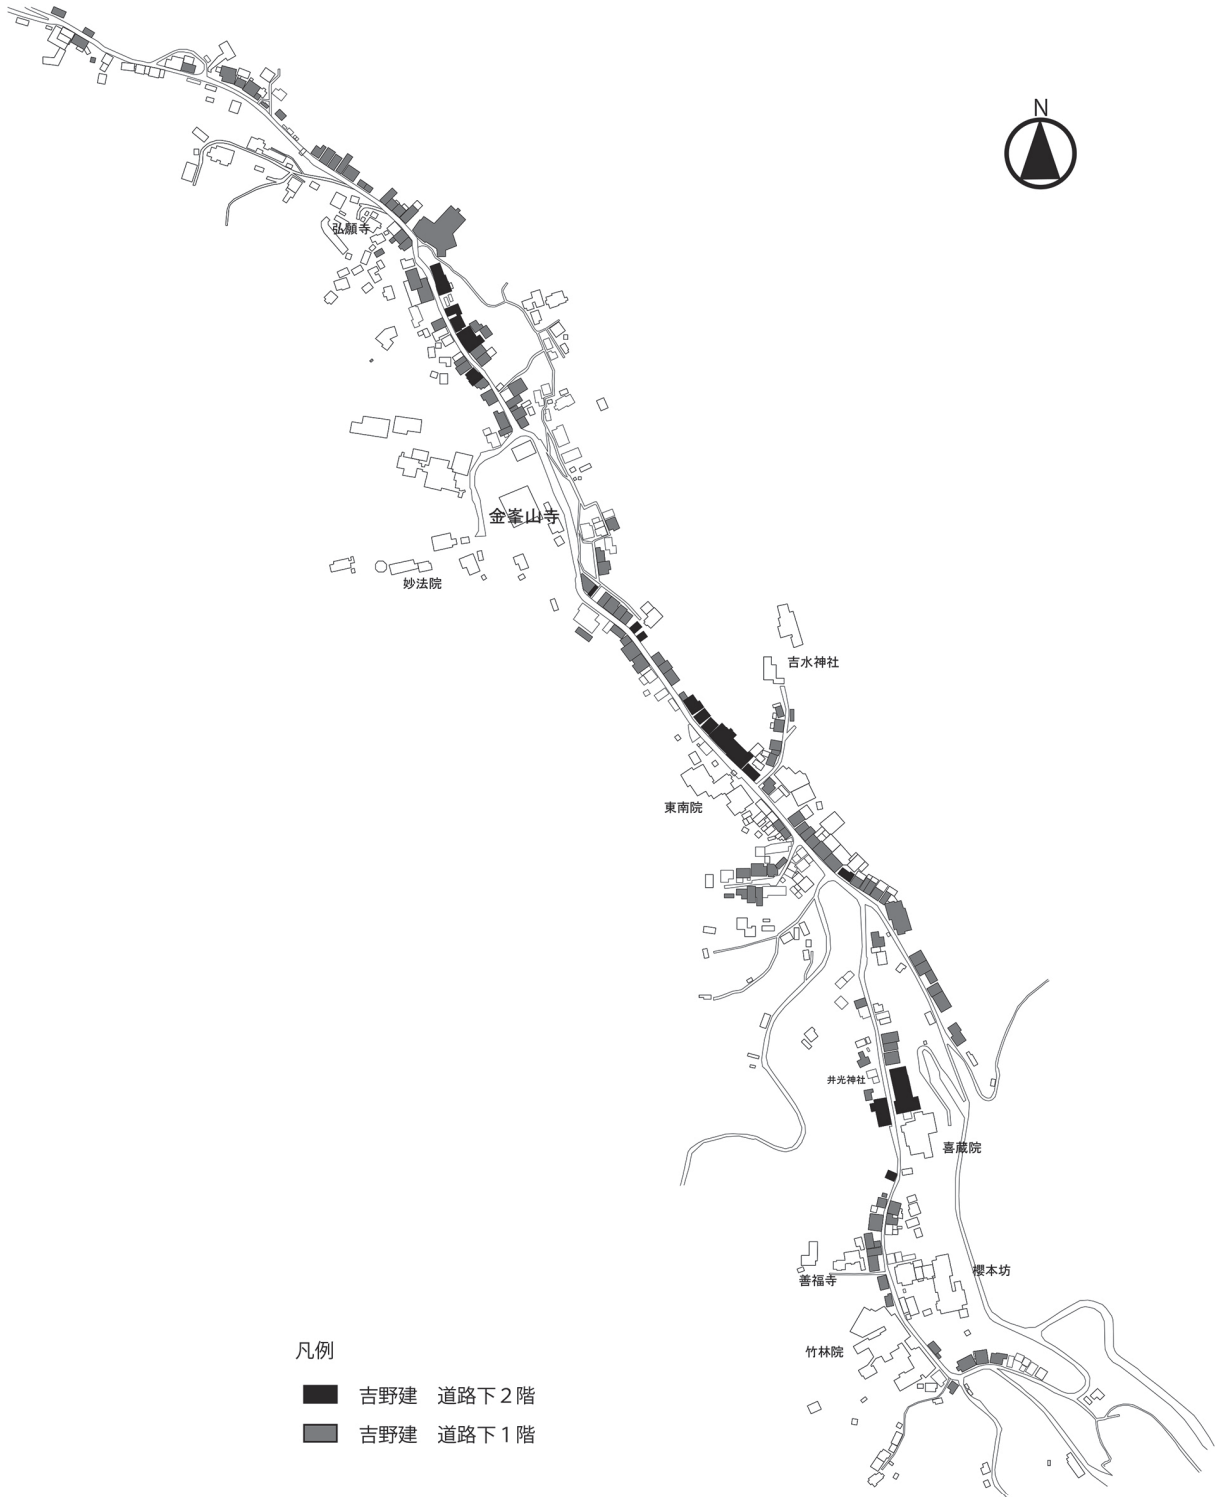 N
弘願寺
金峯山寺
妙法院
吉水神社
東南院
井光神社
喜蔵院
櫻本坊
善福寺
竹林院
凡例
吉野建　道路下２階
吉野建　道路下１階